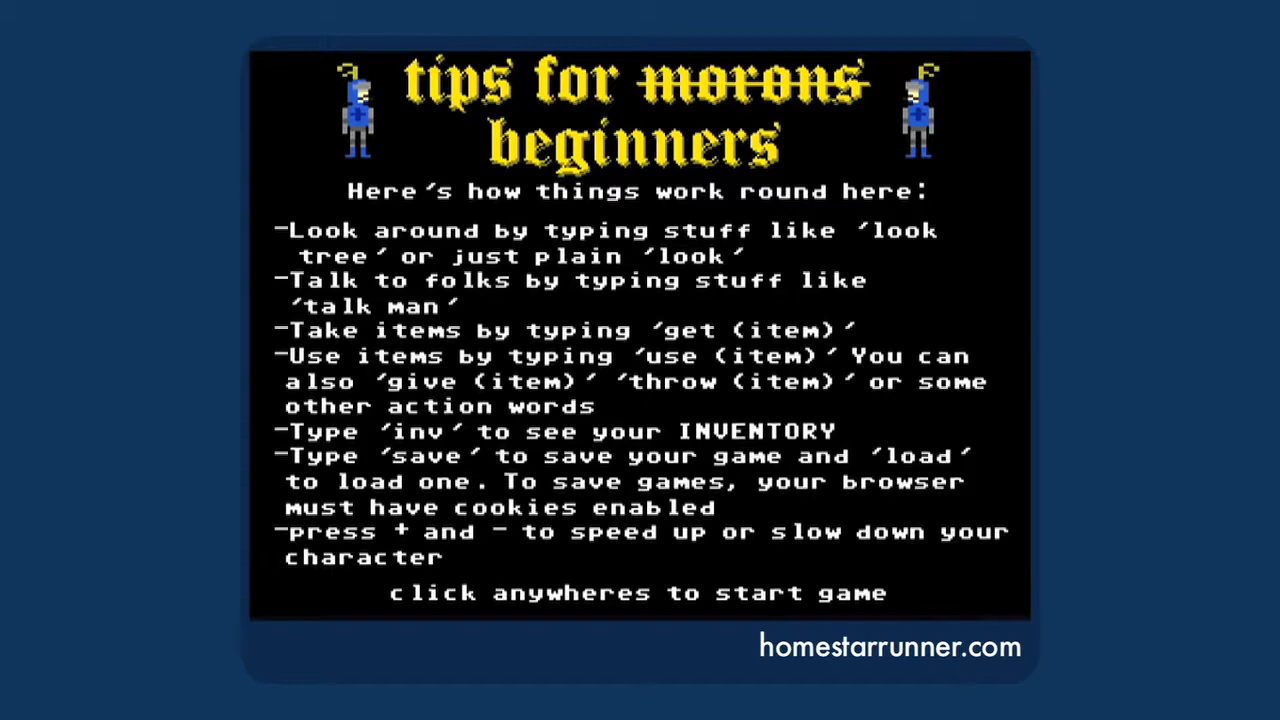 tips for morons
beginners
Here's how things work round here:
-Look around by typing stuff like 'look
tree' or just plain 'look'
-Talk to folks by typing stuff like
'talk man'
-Take items by typing 'get (item)'
-Use items by typing 'use (item)' You can
also 'give (item)' 'throw (item)' or some
other action words
-Type 'inv' to see your INVENTORY
-Type 'save' to save your game and 'load'
to load one. To save games, your browser
must have cookies enabled
-press + and - to speed up or slow down your
character
click anywheres to start game
homestarrunner.com